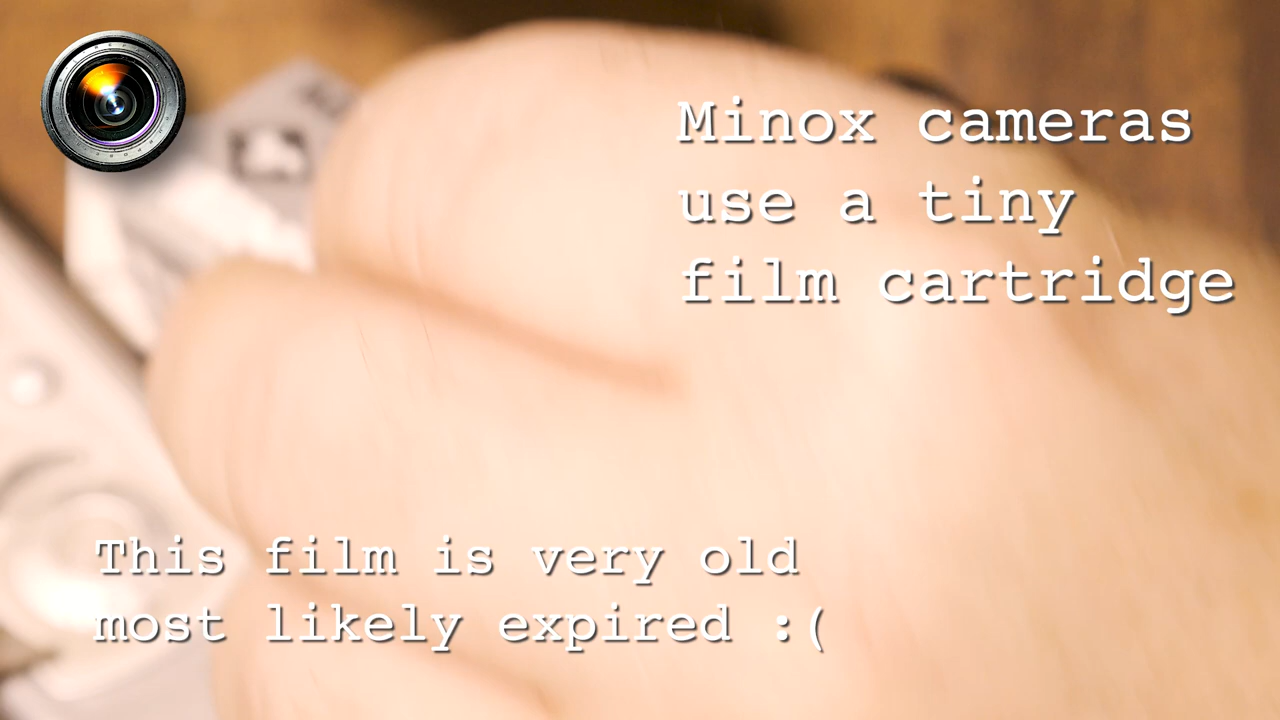 Minox cameras
use a tiny
film cartridge
This film is very old
most likely expired :(